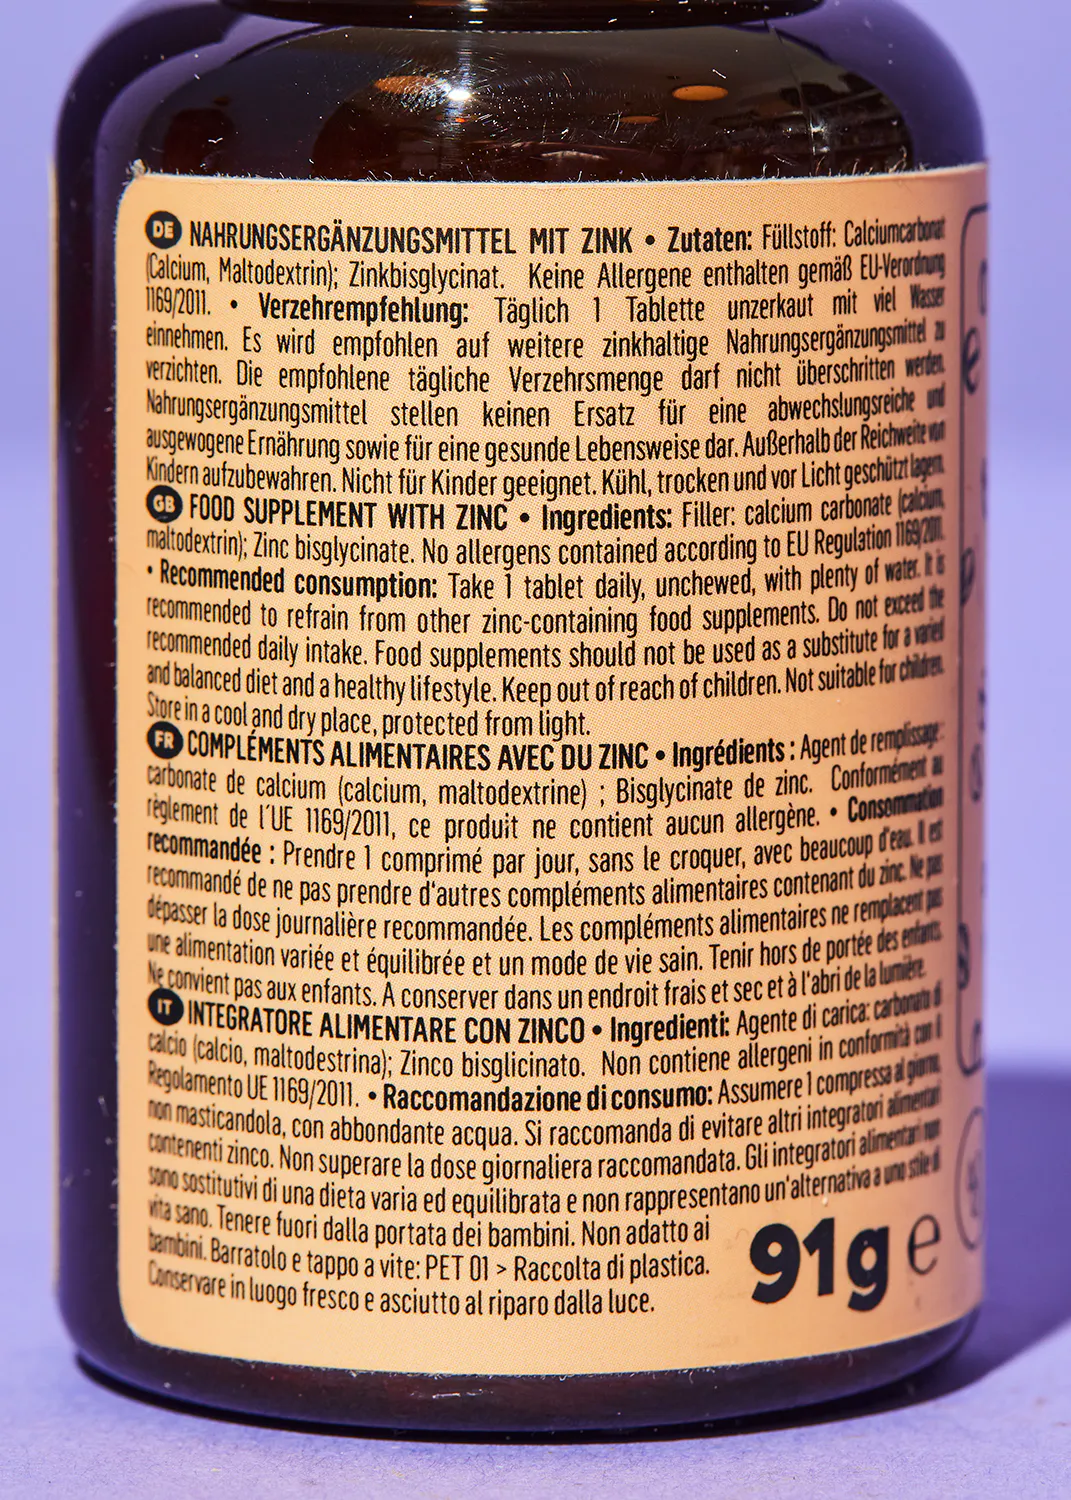 DE NAHRUNGSERGÄNZUNGSMITTEL MIT ZINK • Zutaten: Füllstoff: Calciumcarbonat
(Calcium, Maltodextrin); Zinkbisglycinat. Keine Allergene enthalten gemäß EU-Verordnung
1169/2011. • Verzehrempfehlung: Täglich 1 Tablette unzerkaut mit viel Wasser
einnehmen. Es wird empfohlen auf weitere zinkhaltige Nahrungsergänzungsmittel zu
verzichten. Die empfohlene tägliche Verzehrsmenge darf nicht überschritten werden.
Nahrungsergänzungsmittel stellen keinen Ersatz für eine abwechslungsreiche und
ausgewogene Ernährung sowie für eine gesunde Lebensweise dar. Außerhalb der Reichweite von
Kindern aufzubewahren. Nicht für Kinder geeignet. Kühl, trocken und vor Licht geschützt lagern.
GB FOOD SUPPLEMENT WITH ZINC • Ingredients: Filler: calcium carbonate (calcium,
maltodextrin); Zinc bisglycinate. No allergens contained according to EU Regulation 1169/2011.
• Recommended consumption: Take 1 tablet daily, unchewed, with plenty of water. It is
recommended to refrain from other zinc-containing food supplements. Do not exceed the
recommended daily intake. Food supplements should not be used as a substitute for a varied
and balanced diet and a healthy lifestyle. Keep out of reach of children. Not suitable for children.
Store in a cool and dry place, protected from light.
FR COMPLÉMENTS ALIMENTAIRES AVEC DU ZINC • Ingrédients : Agent de remplissage :
carbonate de calcium (calcium, maltodextrine) ; Bisglycinate de zinc. Conformément au
règlement de l´UE 1169/2011, ce produit ne contient aucun allergène. • Consommation
recommandée : Prendre 1 comprimé par jour, sans le croquer, avec beaucoup d'eau. Il est
recommandé de ne pas prendre d'autres compléments alimentaires contenant du zinc. Ne pas
dépasser la dose journalière recommandée. Les compléments alimentaires ne remplacent pas
une alimentation variée et équilibrée et un mode de vie sain. Tenir hors de portée des enfants.
Ne convient pas aux enfants. A conserver dans un endroit frais et sec et à l'abri de la lumière.
IT INTEGRATORE ALIMENTARE CON ZINCO • Ingredienti: Agente di carica: carbonato di
calcio (calcio, maltodestrina); Zinco bisglicinato. Non contiene allergeni in conformità con il
Regolamento UE 1169/2011. • Raccomandazione di consumo: Assumere 1 compressa al giorno,
non masticandola, con abbondante acqua. Si raccomanda di evitare altri integratori alimentari
contenenti zinco. Non superare la dose giornaliera raccomandata. Gli integratori alimentari non
sono sostitutivi di una dieta varia ed equilibrata e non rappresentano un'alternativa a uno stile di
vita sano. Tenere fuori dalla portata dei bambini. Non adatto ai
bambini. Barratolo e tappo a vite: PET 01 > Raccolta di plastica.
Conservare in luogo fresco e asciutto al riparo dalla luce.
91g e